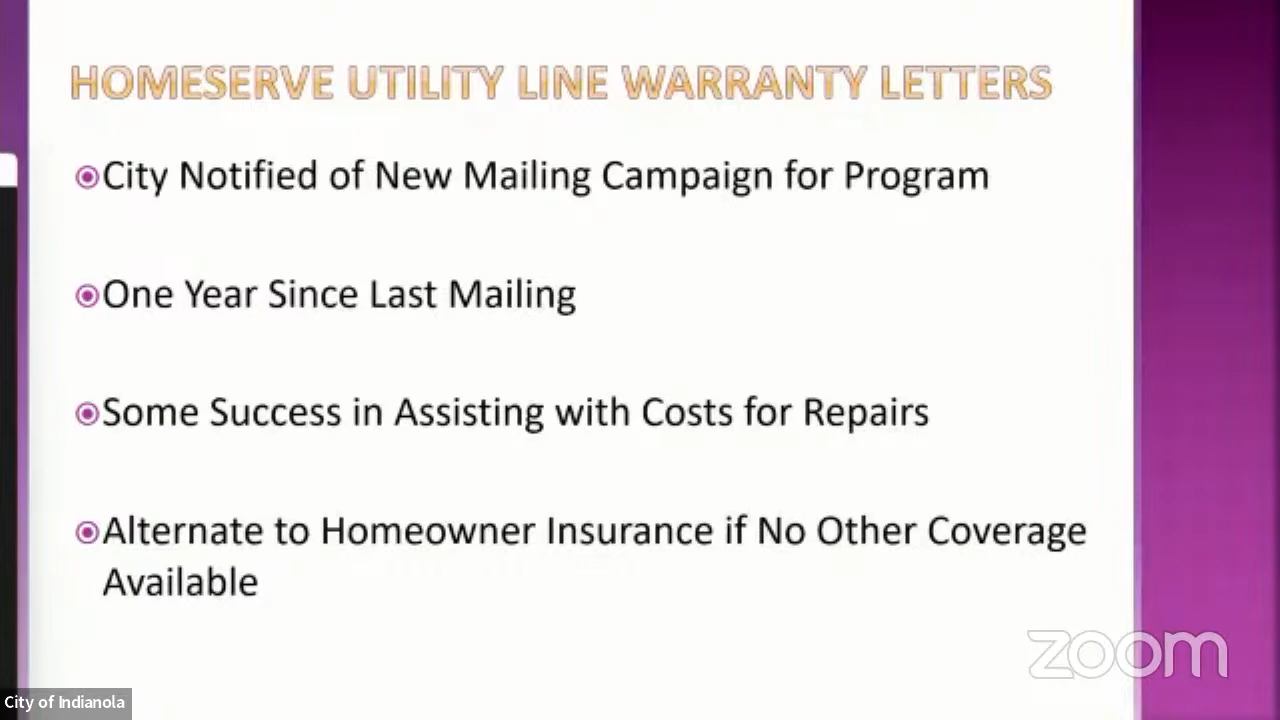 HOMESERVE UTILITY LINE WARRANTY LETTERS
City Notified of New Mailing Campaign for Program
One Year Since Last Mailing
Some Success in Assisting with Costs for Repairs
Alternate to Homeowner Insurance if No Other Coverage
Available
zoom
City of Indianola